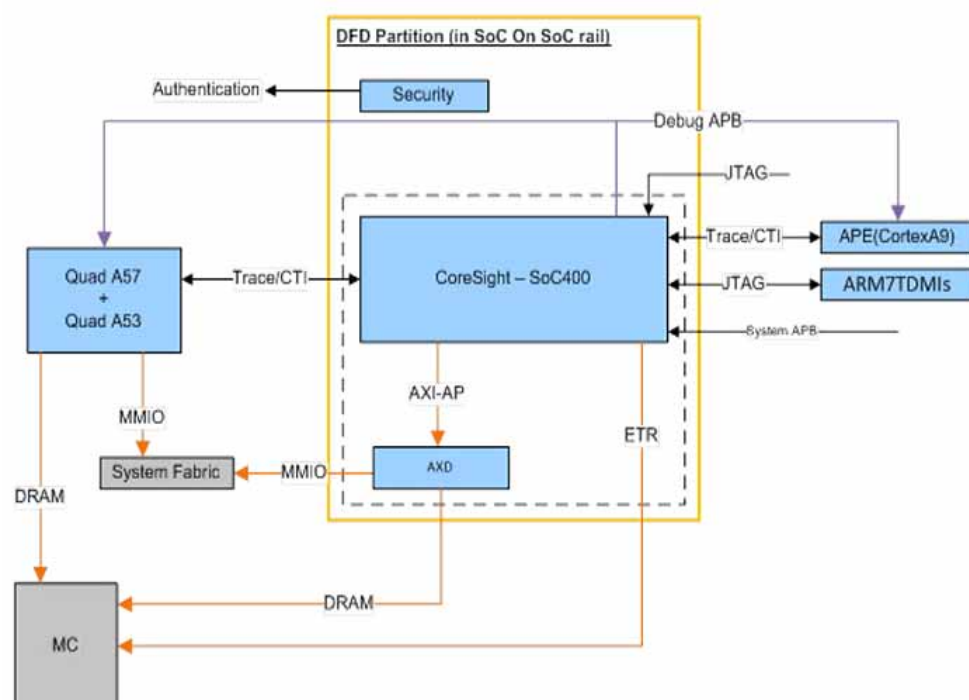 DFD Partition (in SoC On SoC rail)
Authentication
Security
Debug APB
JTAG
Trace/CTI
APE(CortexA9)
Quad A57
+
Quad A53
Trace/CTI
CoreSight – SoC400
JTAG
ARM7TDMIs
System APB
AXI-AP
MMIO
ETR
System Fabric
MMIO
AXD
DRAM
DRAM
MC